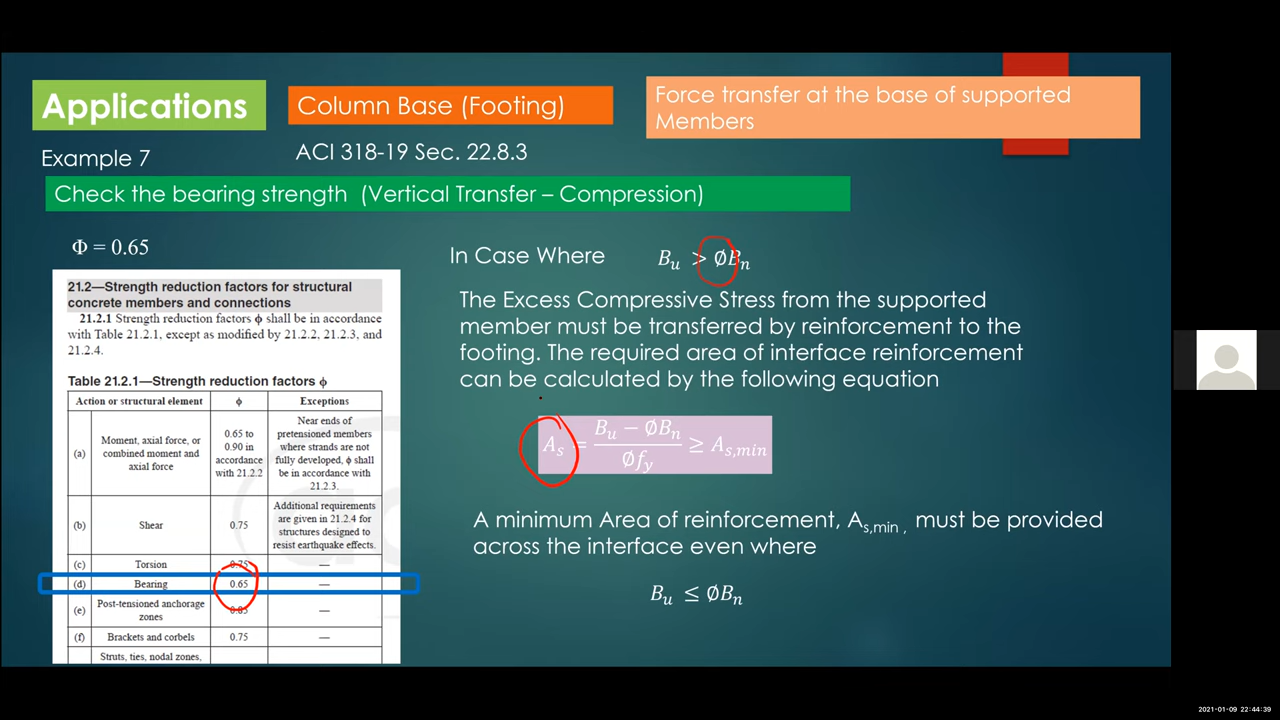 Applications
Column Base (Footing)
Force transfer at the base of supported
Members
Example 7
ACI 318-19 Sec. 22.8.3
Check the bearing strength (Vertical Transfer – Compression)
Φ = 0.65
21.2—Strength reduction factors for structural
concrete members and connections
21.2.1 Strength reduction factors ϕ shall be in accordance
with Table 21.2.1, except as modified by 21.2.2, 21.2.3, and
21.2.4.
Table 21.2.1—Strength reduction factors ϕ
Action or structural element ϕ Exceptions
(a) Moment, axial force, or
combined moment and
axial force
0.65 to
0.90 in
accordance
with 21.2.2
Near ends of
pretensioned members
where strands are not
fully developed, ϕ shall
be in accordance with
21.2.3.
(b) Shear 0.75
Additional requirements
are given in 21.2.4 for
structures designed to
resist earthquake effects.
(c) Torsion 0.75 —
(d) Bearing 0.65 —
(e) Post-tensioned anchorage
zones
0.85 —
(f) Brackets and corbels 0.75 —
Struts, ties, nodal zones,
In Case Where B_u > ∅B_n
The Excess Compressive Stress from the supported
member must be transferred by reinforcement to the
footing. The required area of interface reinforcement
can be calculated by the following equation
A_s = (B_u − ∅B_n) / (∅f_y) ≥ A_s,min
A minimum Area of reinforcement, A_s,min , must be provided
across the interface even where
B_u ≤ ∅B_n
2021-01-09 22:44:39